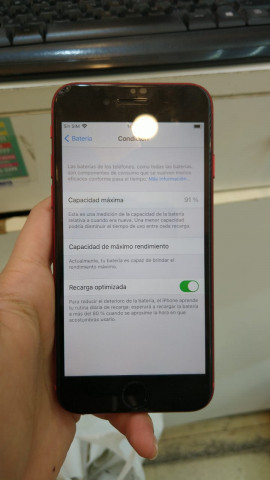 Sin SIM
Batería
Condición
Las baterías de los teléfonos, como todas las baterías,
son componentes de consumo que se vuelven menos
eficaces conforme pasa el tiempo. Más información...
Capacidad máxima 91 %
Esta es una medición de la capacidad de la batería
relativa a cuando era nueva. Una menor capacidad
podría disminuir el tiempo de uso entre cada recarga.
Capacidad de máximo rendimiento
Actualmente, tu batería es capaz de brindar el
rendimiento máximo.
Recarga optimizada
Para reducir el deterioro de la batería, el iPhone aprende
tu rutina diaria de recarga: esperará a recargar la batería
a más del 80 % cuando se aproxime la hora en que
acostumbras usarlo.